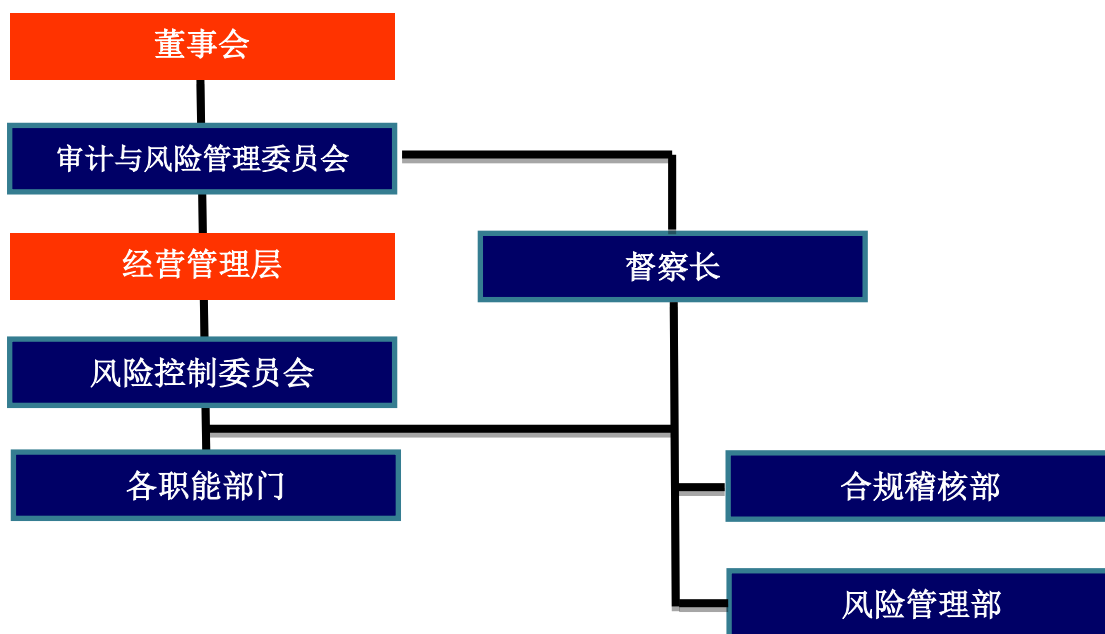 董事会
审计与风险管理委员会
经营管理层
督察长
风险控制委员会
各职能部门
合规稽核部
风险管理部